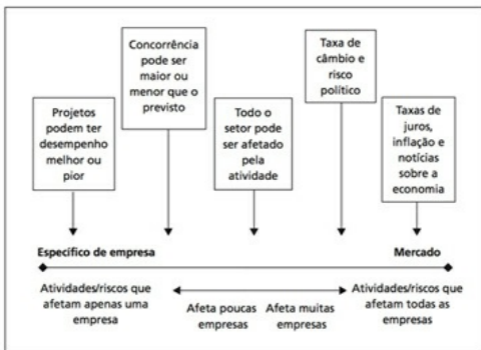 Projetos
podem ter
desempenho
melhor ou
pior
Concorrência
pode ser
maior ou
menor que o
previsto
Todo o
setor pode
ser afetado
pela
atividade
Taxa de
câmbio e
risco
político
Taxas de
juros,
inflação e
notícias
sobre a
economia
Específico de empresa
Mercado
Atividades/riscos que
afetam apenas uma
empresa
Afeta poucas
empresas
Afeta muitas
empresas
Atividades/riscos que
afetam todas as
empresas